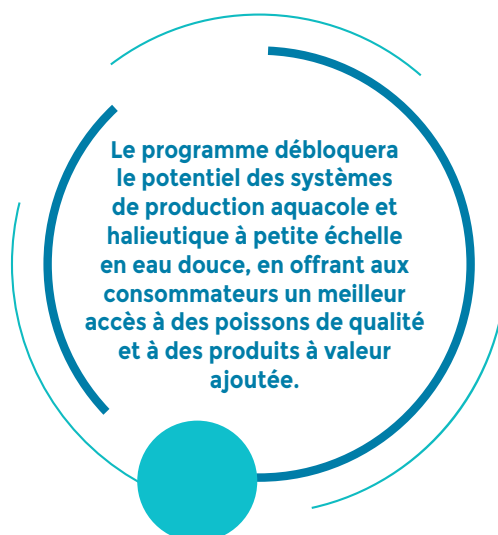 Le programme débloquera
le potentiel des systèmes
de production aquacole et
halieutique à petite échelle
en eau douce, en offrant aux
consommateurs un meilleur
accès à des poissons de qualité
et à des produits à valeur
ajoutée.